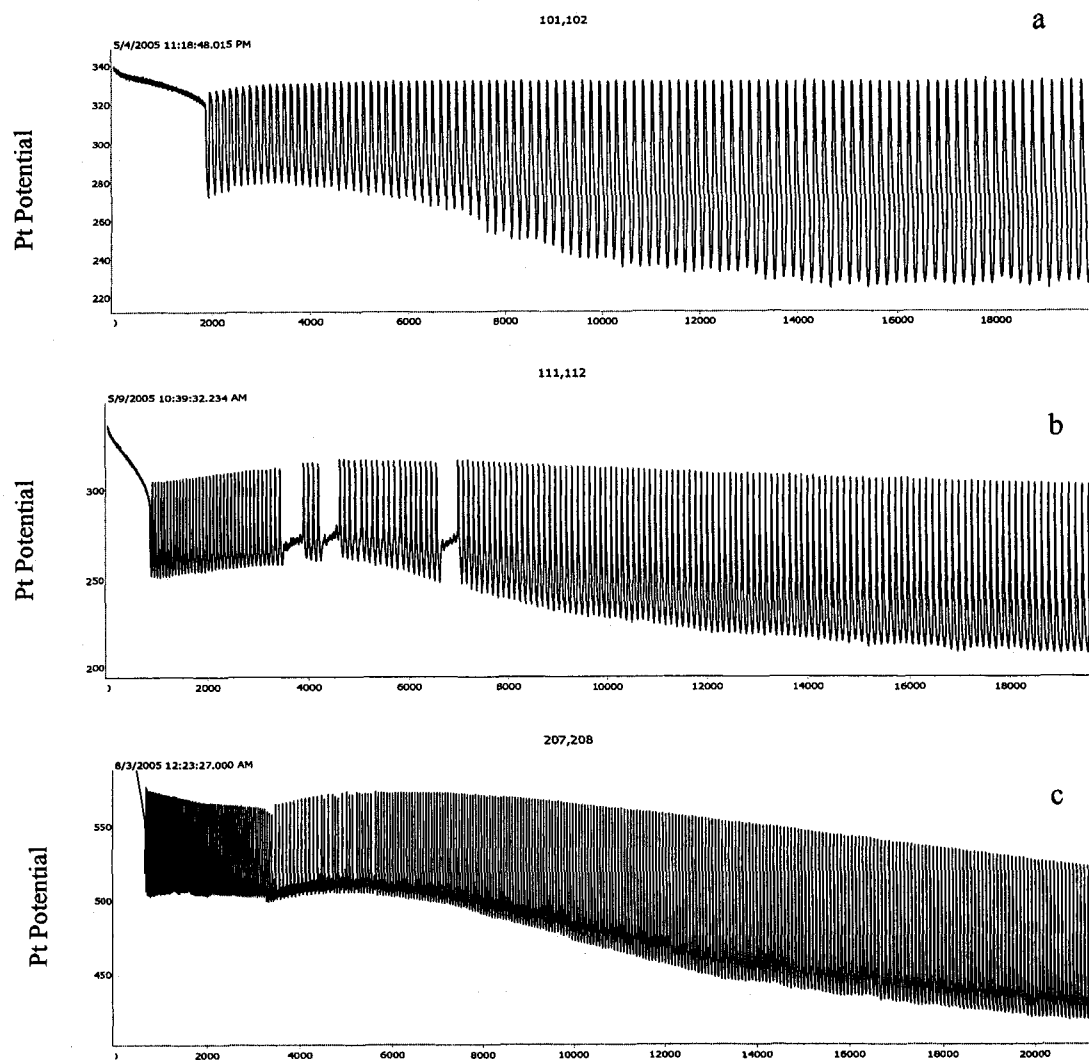 101,102
a
5/4/2005 11:18:48.015 PM
Pt Potential
340
320
300
280
260
240
220
) 2000 4000 6000 8000 10000 12000 14000 16000 18000
111,112
b
5/9/2005 10:39:32.234 AM
Pt Potential
300
250
200
) 2000 4000 6000 8000 10000 12000 14000 16000 18000
207,208
c
8/3/2005 12:23:27.000 AM
Pt Potential
550
500
450
) 2000 4000 6000 8000 10000 12000 14000 16000 18000 20000